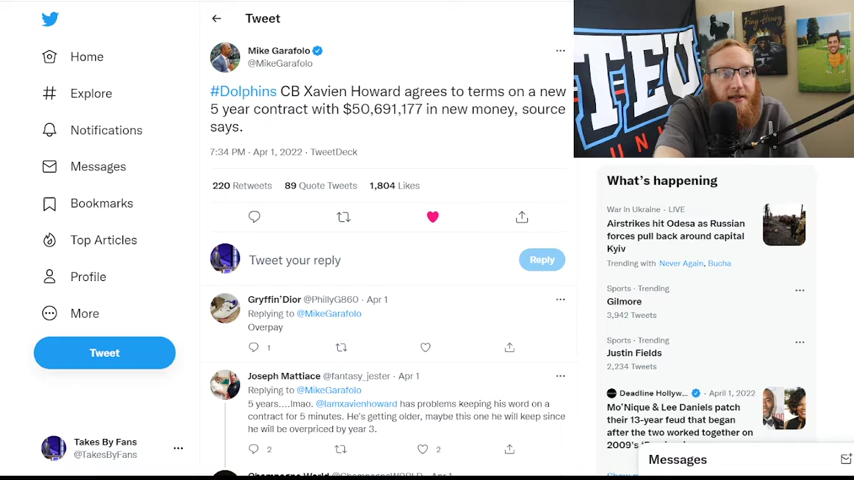 Tweet
Home
Mike Garafolo
@MikeGarafolo
Explore
#Dolphins CB Xavien Howard agrees to terms on a new
5 year contract with $50,691,177 in new money, source
says.
Notifications
7:34 PM · Apr 1, 2022 · TweetDeck
Messages
220 Retweets 89 Quote Tweets 1,804 Likes
Bookmarks
Top Articles
Tweet your reply
Reply
Profile
More
Tweet
Gryffin'Dior @PhillyG860 · Apr 1
Replying to @MikeGarafolo
Overpay
1
Joseph Mattiace @fantasy_jester · Apr 1
Replying to @MikeGarafolo
5 years....lmao. @Iamxavienhoward has problems keeping his word on a
contract for 5 minutes. He's getting older, maybe this one he will keep since
he will be overpriced by year 3.
2 2
Takes By Fans
@TakesByFans
TEU
UNI
What's happening
War in Ukraine · LIVE
Airstrikes hit Odesa as Russian
forces pull back around capital
Kyiv
Trending with Never Again, Bucha
Sports · Trending
Gilmore
3,942 Tweets
Sports · Trending
Justin Fields
2,234 Tweets
Deadline Hollyw... · April 1, 2022
Mo'Nique & Lee Daniels patch
their 13-year feud that began
after the two worked together on
2009's
Messages